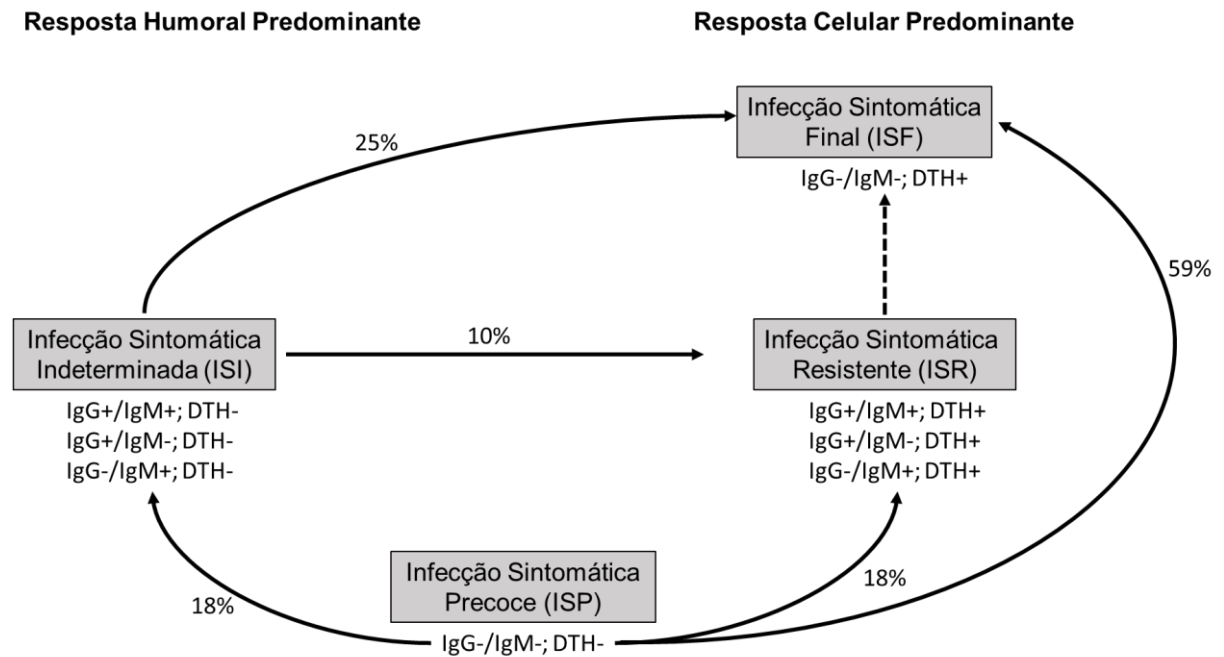 Resposta Humoral Predominante
Resposta Celular Predominante
Infecção Sintomática
Final (ISF)
IgG-/IgM-; DTH+
25%
59%
Infecção Sintomática
Indeterminada (ISI)
IgG+/IgM+; DTH-
IgG+/IgM-; DTH-
IgG-/IgM+; DTH-
10%
Infecção Sintomática
Resistente (ISR)
IgG+/IgM+; DTH+
IgG+/IgM-; DTH+
IgG-/IgM+; DTH+
Infecção Sintomática
Precoce (ISP)
IgG-/IgM-; DTH-
18%
18%